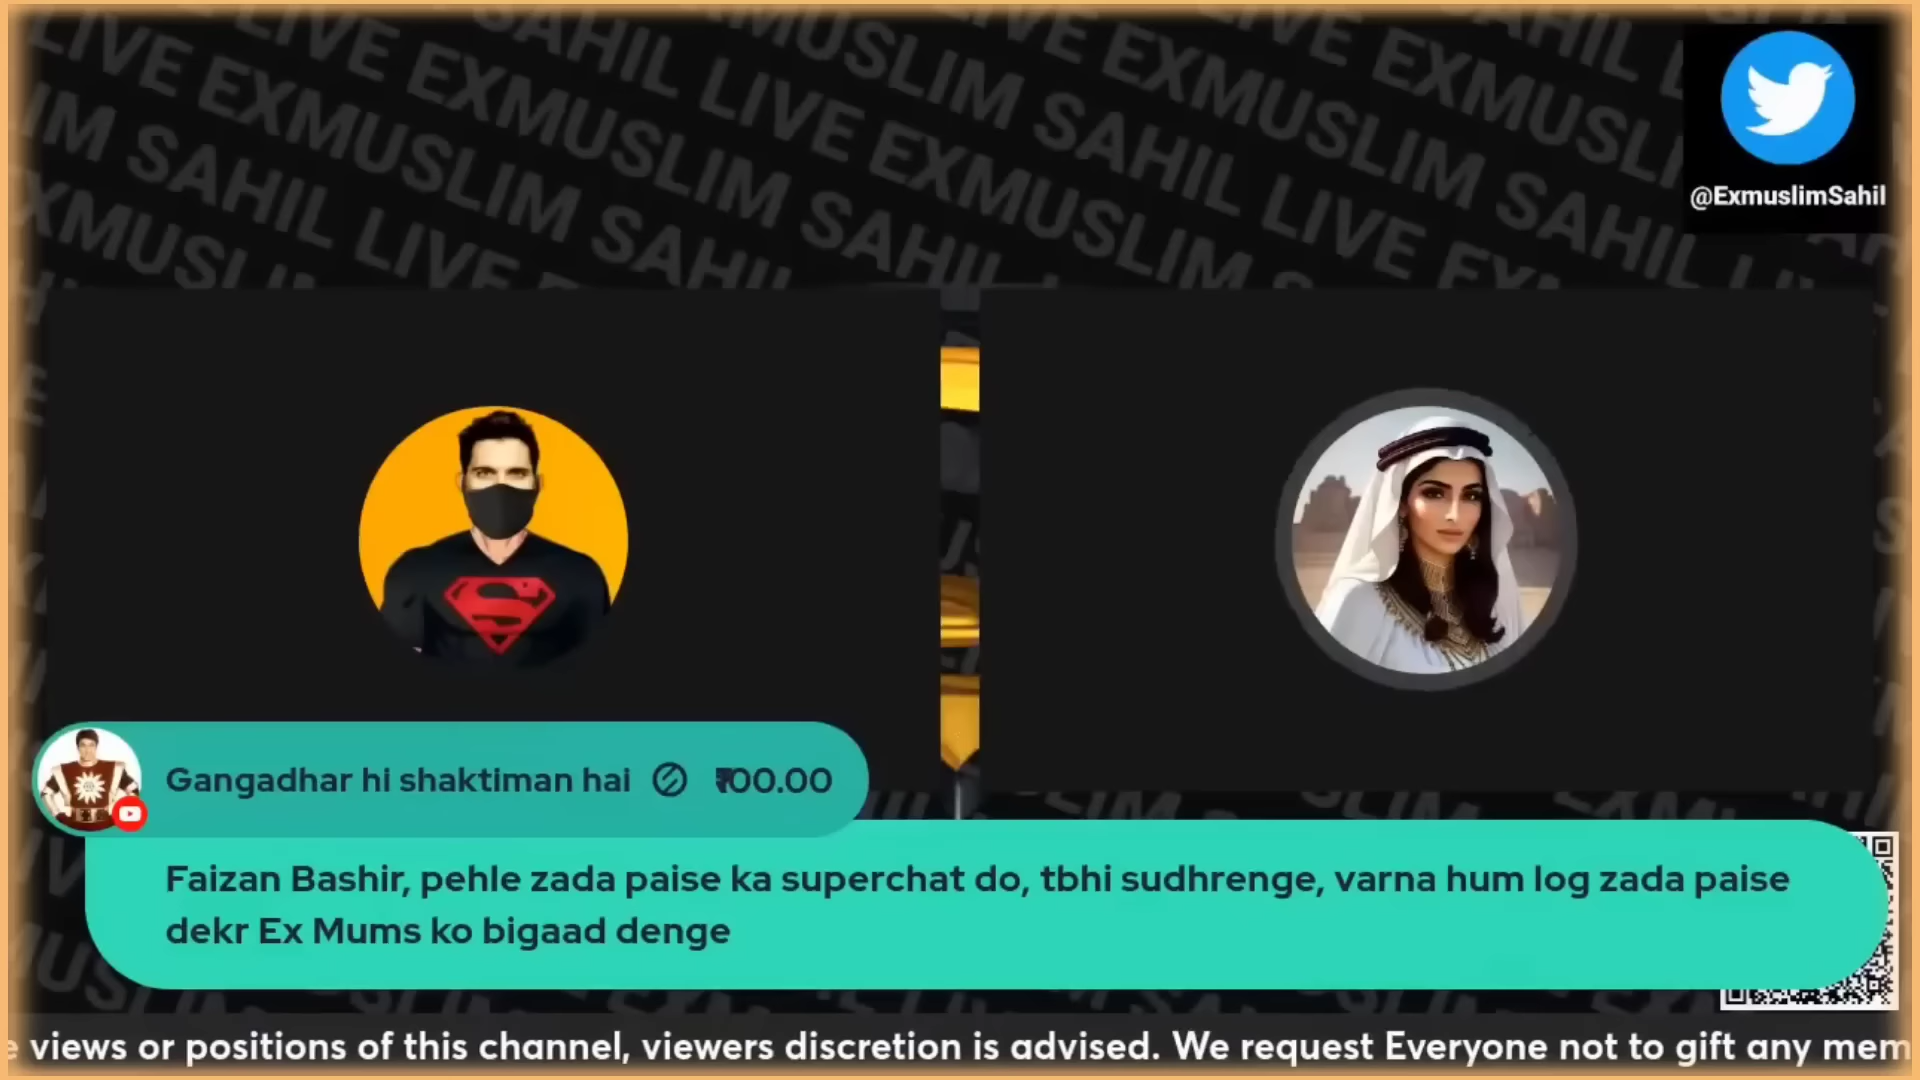 LIVE EXMUSLIM SAHIL LIVE EXMUSLIM SAHIL
@ExmuslimSahil
Gangadhar hi shaktiman hai ₹100.00
Faizan Bashir, pehle zada paise ka superchat do, tbhi sudhrenge, varna hum log zada paise
dekr Ex Mums ko bigaad denge
views or positions of this channel, viewers discretion is advised. We request Everyone not to gift any mem